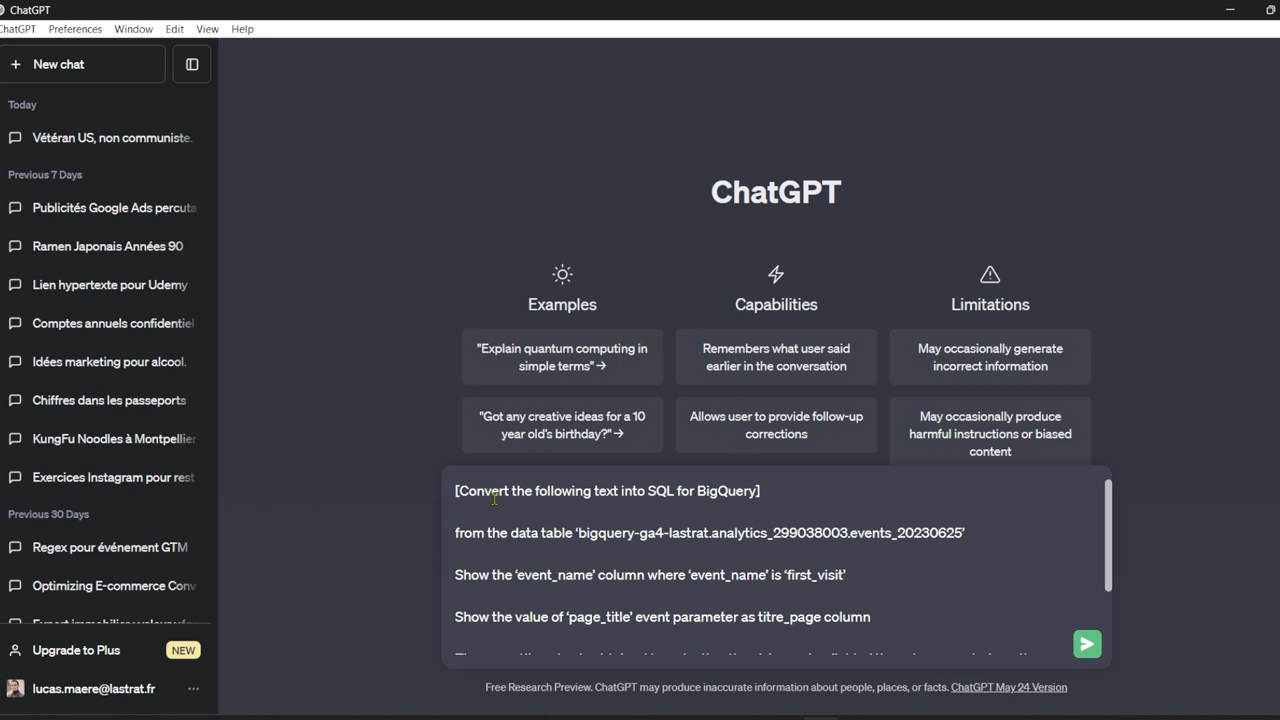 ChatGPT
ChatGPT Preferences Window Edit View Help
+ New chat
Today
Vétéran US, non communiste.
Previous 7 Days
Publicités Google Ads percuta
Ramen Japonais Années 90
Lien hypertexte pour Udemy
Comptes annuels confidentiel
Idées marketing pour alcool.
Chiffres dans les passeports
KungFu Noodles à Montpellier
Exercices Instagram pour rest
Previous 30 Days
Regex pour événement GTM
Optimizing E-commerce Conv
Upgrade to Plus NEW
lucas.maere@lastrat.fr ...
ChatGPT
Examples
"Explain quantum computing in
simple terms" →
"Got any creative ideas for a 10
year old's birthday?" →
Capabilities
Remembers what user said
earlier in the conversation
Allows user to provide follow-up
corrections
Limitations
May occasionally generate
incorrect information
May occasionally produce
harmful instructions or biased
content
[Convert the following text into SQL for BigQuery]
from the data table ‘bigquery-ga4-lastrat.analytics_299038003.events_20230625’
Show the ‘event_name’ column where ‘event_name’ is ‘first_visit’
Show the value of ‘page_title’ event parameter as titre_page column
Free Research Preview. ChatGPT may produce inaccurate information about people, places, or facts. ChatGPT May 24 Version